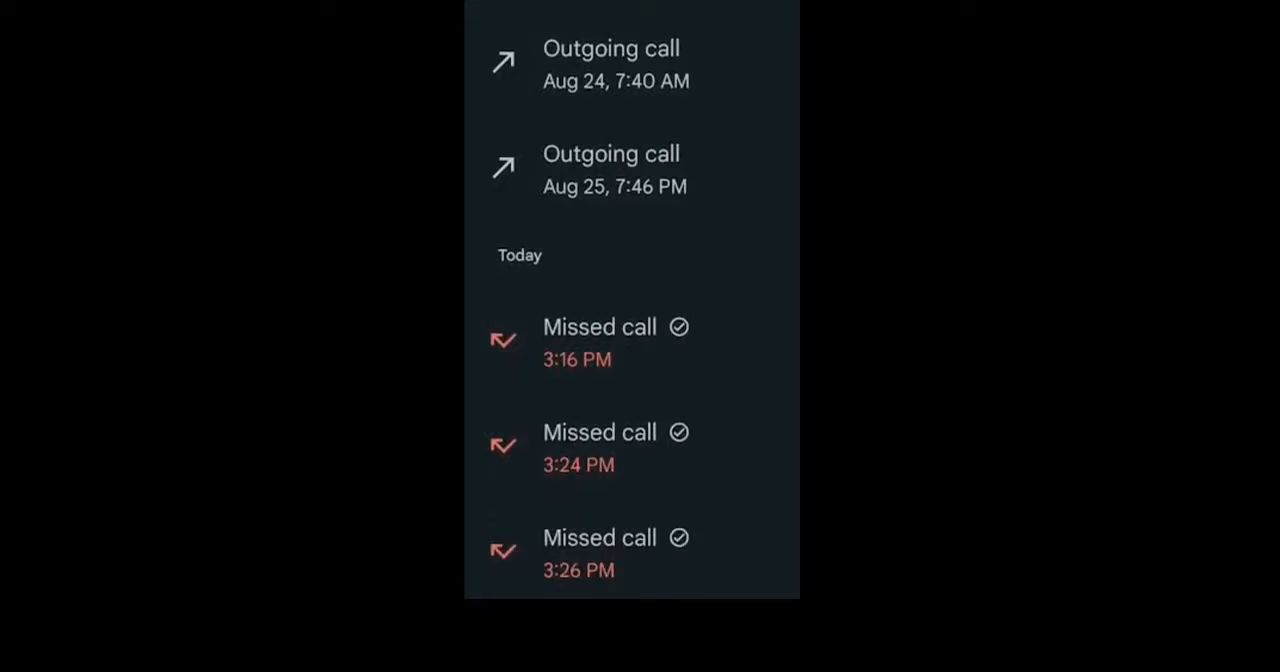 Outgoing call
Aug 24, 7:40 AM
Outgoing call
Aug 25, 7:46 PM
Today
Missed call
3:16 PM
Missed call
3:24 PM
Missed call
3:26 PM